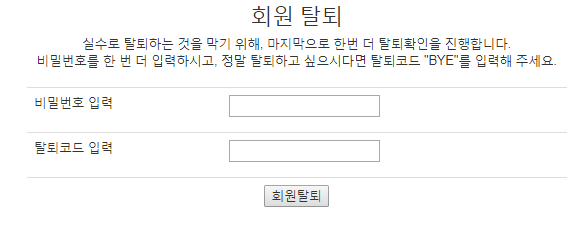 회원 탈퇴
실수로 탈퇴하는 것을 막기 위해, 마지막으로 한번 더 탈퇴확인을 진행합니다.
비밀번호를 한 번 더 입력하시고, 정말 탈퇴하고 싶으시다면 탈퇴코드 "BYE"를 입력해 주세요.
비밀번호 입력
탈퇴코드 입력
회원탈퇴